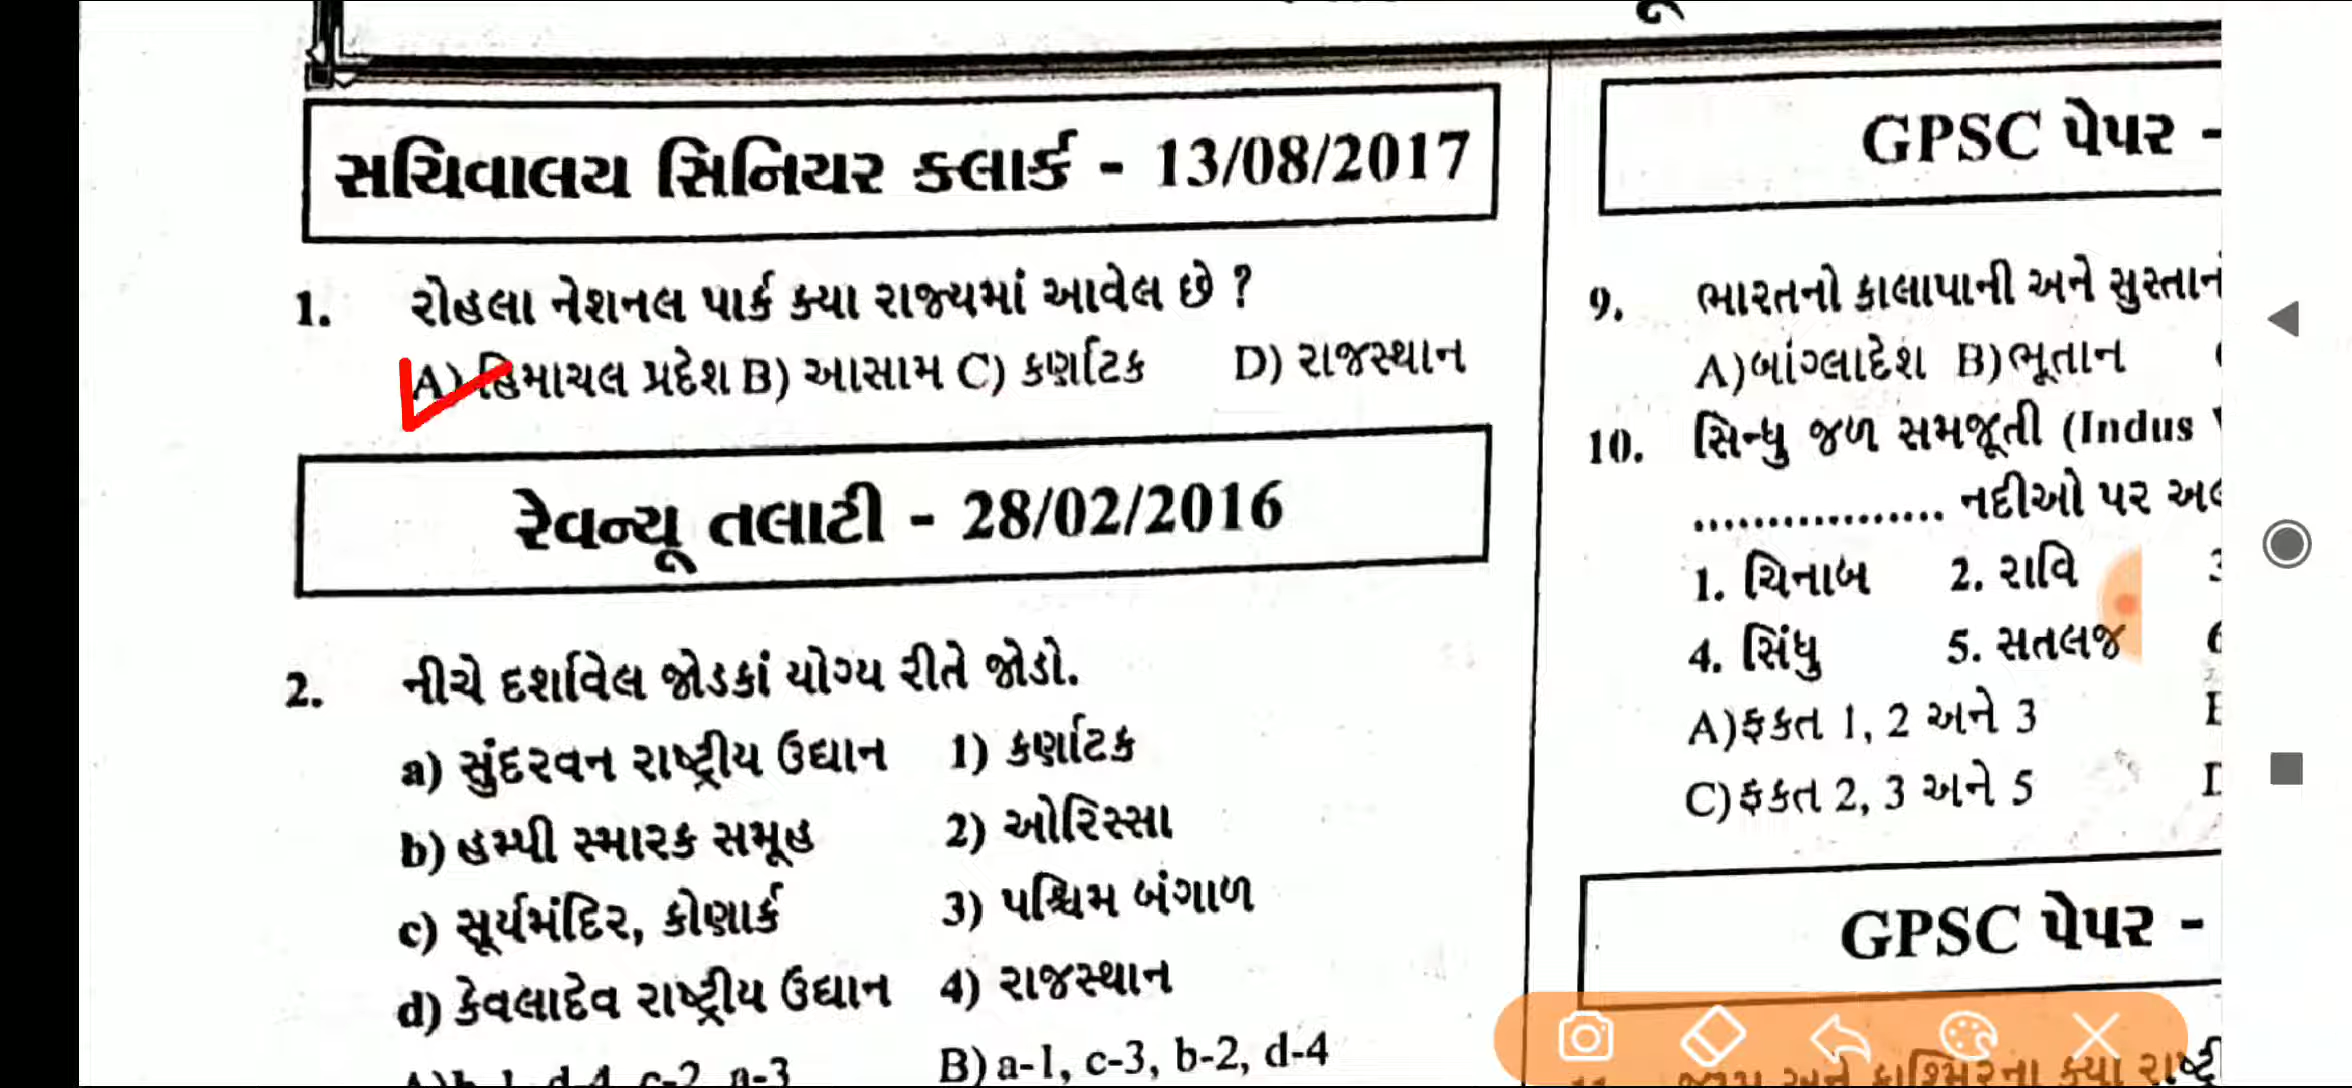 સચિવાલય સિનિયર ક્લાર્ક - 13/08/2017
1. રોહલા નેશનલ પાર્ક ક્યા રાજ્યમાં આવેલ છે ?
A) હિમાચલ પ્રદેશ B) આસામ C) કર્ણાટક D) રાજસ્થાન
રેવન્યૂ તલાટી - 28/02/2016
2. નીચે દર્શાવેલ જોડકાં યોગ્ય રીતે જોડો.
a) સુંદરવન રાષ્ટ્રીય ઉદ્યાન 1) કર્ણાટક
b) હમ્પી સ્મારક સમૂહ 2) ઓરિસ્સા
c) સૂર્યમંદિર, કોણાર્ક 3) પશ્ચિમ બંગાળ
d) કેવલાદેવ રાષ્ટ્રીય ઉદ્યાન 4) રાજસ્થાન
B) a-1, c-3, b-2, d-4
GPSC પેપર -
9. ભારતનો કાલાપાની અને સુસ્તાનો
A)બાંગ્લાદેશ B)ભૂતાન
10. સિન્ધુ જળ સમજૂતી (Indus
.................. નદીઓ પર
1. ચિનાબ 2. રાવિ
4. સિંધુ 5. સતલજ
A)ફકત 1, 2 અને 3
C)ફકત 2, 3 અને 5
GPSC પેપર -